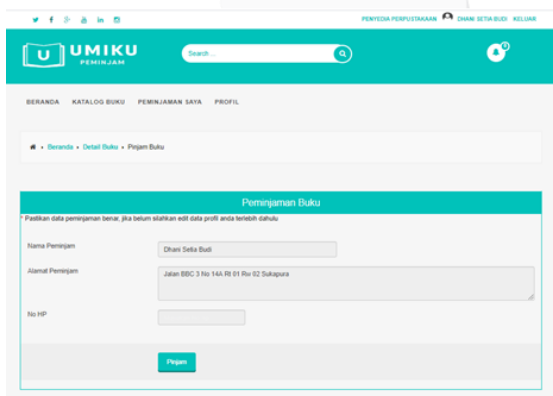 PENYEDIA PERPUSTAKAAN DHANI SETIA BUDI KELUAR
U UMIKU
PEMINJAM
Search ...
0
BERANDA KATALOG BUKU PEMINJAMAN SAYA PROFIL
Beranda • Detail Buku • Pinjam Buku
Peminjaman Buku
* Pastikan data peminjaman benar, jika belum silahkan edit data profil anda terlebih dahulu
Nama Peminjam
Dhani Setia Budi
Alamat Peminjam
Jalan BBC 3 No 14A Rt 01 Rw 02 Sukapura
No HP
Pinjam